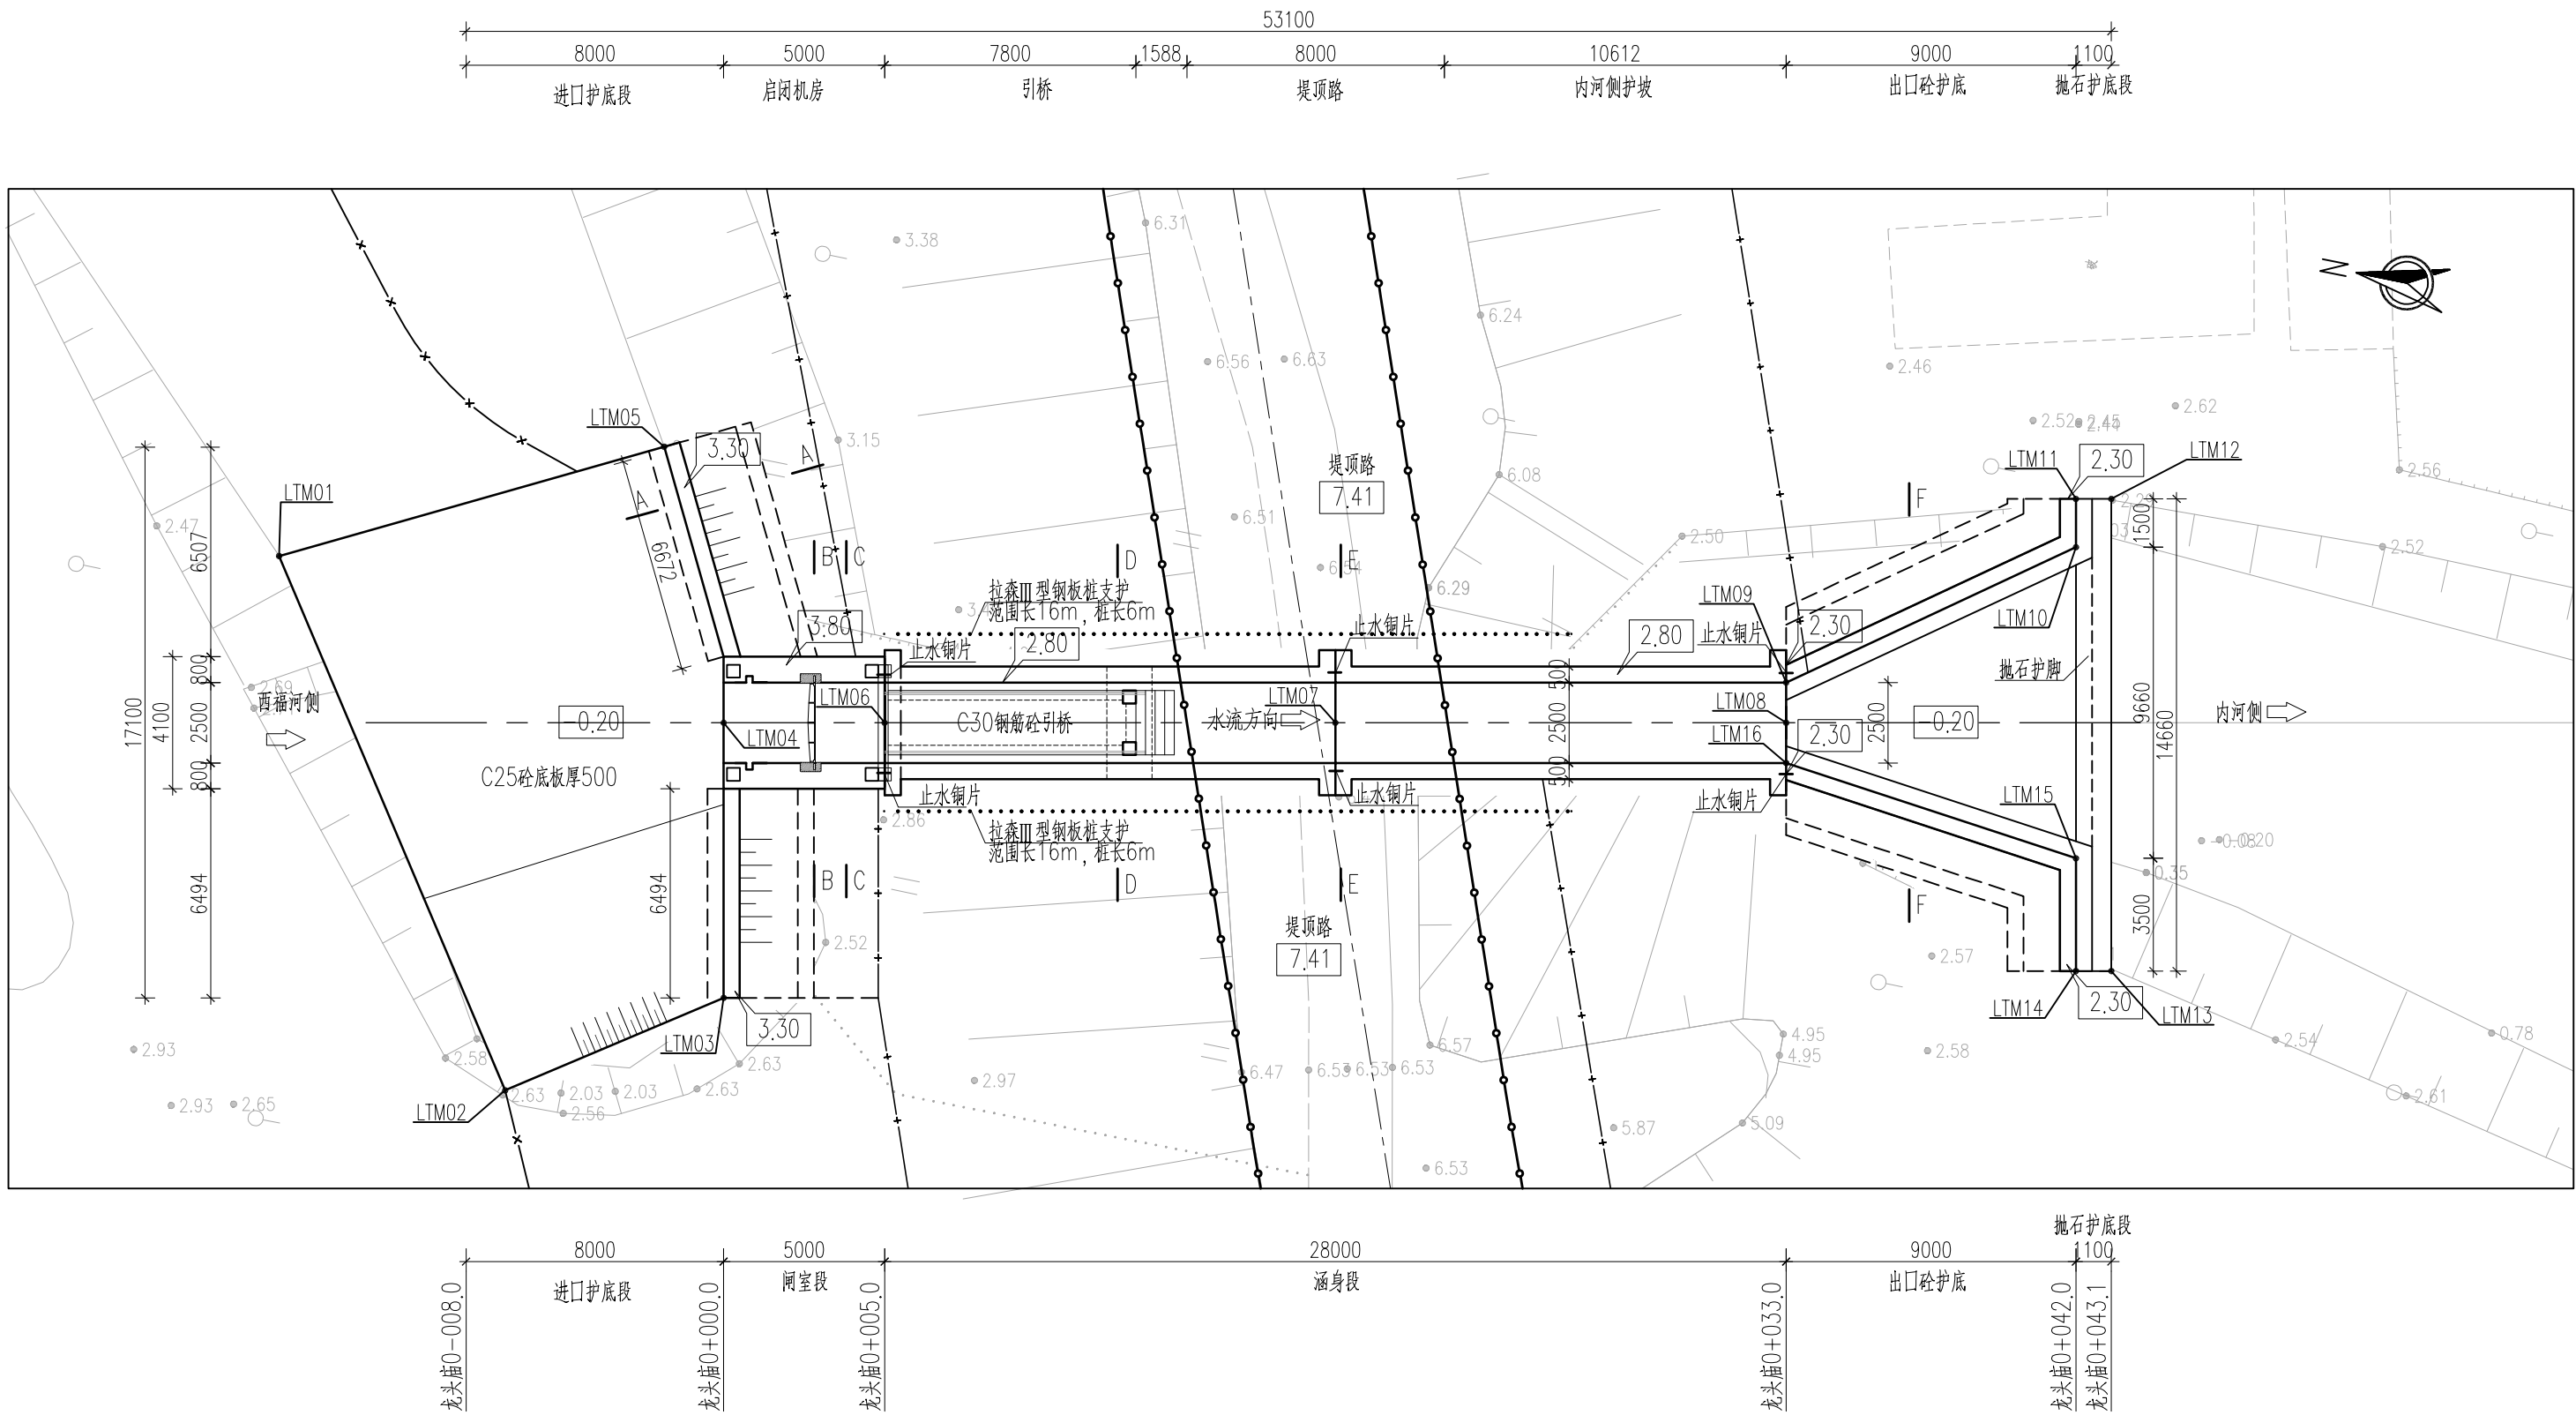 53100
8000 5000 7800 1588 8000 10612 9000 1100
进口护底段 启闭机房 引桥 堤顶路 内河侧护坡 出口砼护底 抛石护底段
N
6.31
3.38
6.24
6.56
6.63
2.46
LTM05
3.30
A
3.15
2.52
2.62
LTM11
2.30
LTM12
LTM01
堤顶路
7.41
6.08
2.56
A
2.47
6507
6672
6.51
F
1500
B C
D
E
2.50
2.52
拉森Ⅲ型钢板桩支护
范围长16m，桩长6m
6.29
LTM09
LTM10
3.80
止水铜片
2.80
止水铜片
2.80
止水铜片
2.30
抛石护脚
2.69
西福河侧
17100
4100
800
2500
800
-0.20
LTM04
LTM06
C30钢筋砼引桥
水流方向
LTM07
500
2500
500
LTM08
LTM16
2.30
2500
-0.20
9660
14660
内河侧
C25砼底板厚500
止水铜片
止水铜片
止水铜片
LTM15
2.86
拉森Ⅲ型钢板桩支护
范围长16m，桩长6m
-0.20
0.35
6494
6494
B C
D
E
F
3500
堤顶路
7.41
2.52
2.57
LTM14
2.30
LTM13
LTM03
3.30
2.93
2.58
2.63
6.57
4.95
4.95
2.58
2.54
0.78
LTM02
2.93
2.65
2.63
2.03
2.03
2.56
2.63
2.97
6.47
6.53
6.53
6.53
5.87
5.09
2.61
6.53
抛石护底段
8000 5000 28000 9000 1100
进口护底段 闸室段 涵身段 出口砼护底
龙头庙0-008.0
龙头庙0+000.0
龙头庙0+005.0
龙头庙0+033.0
龙头庙0+042.0
龙头庙0+043.1